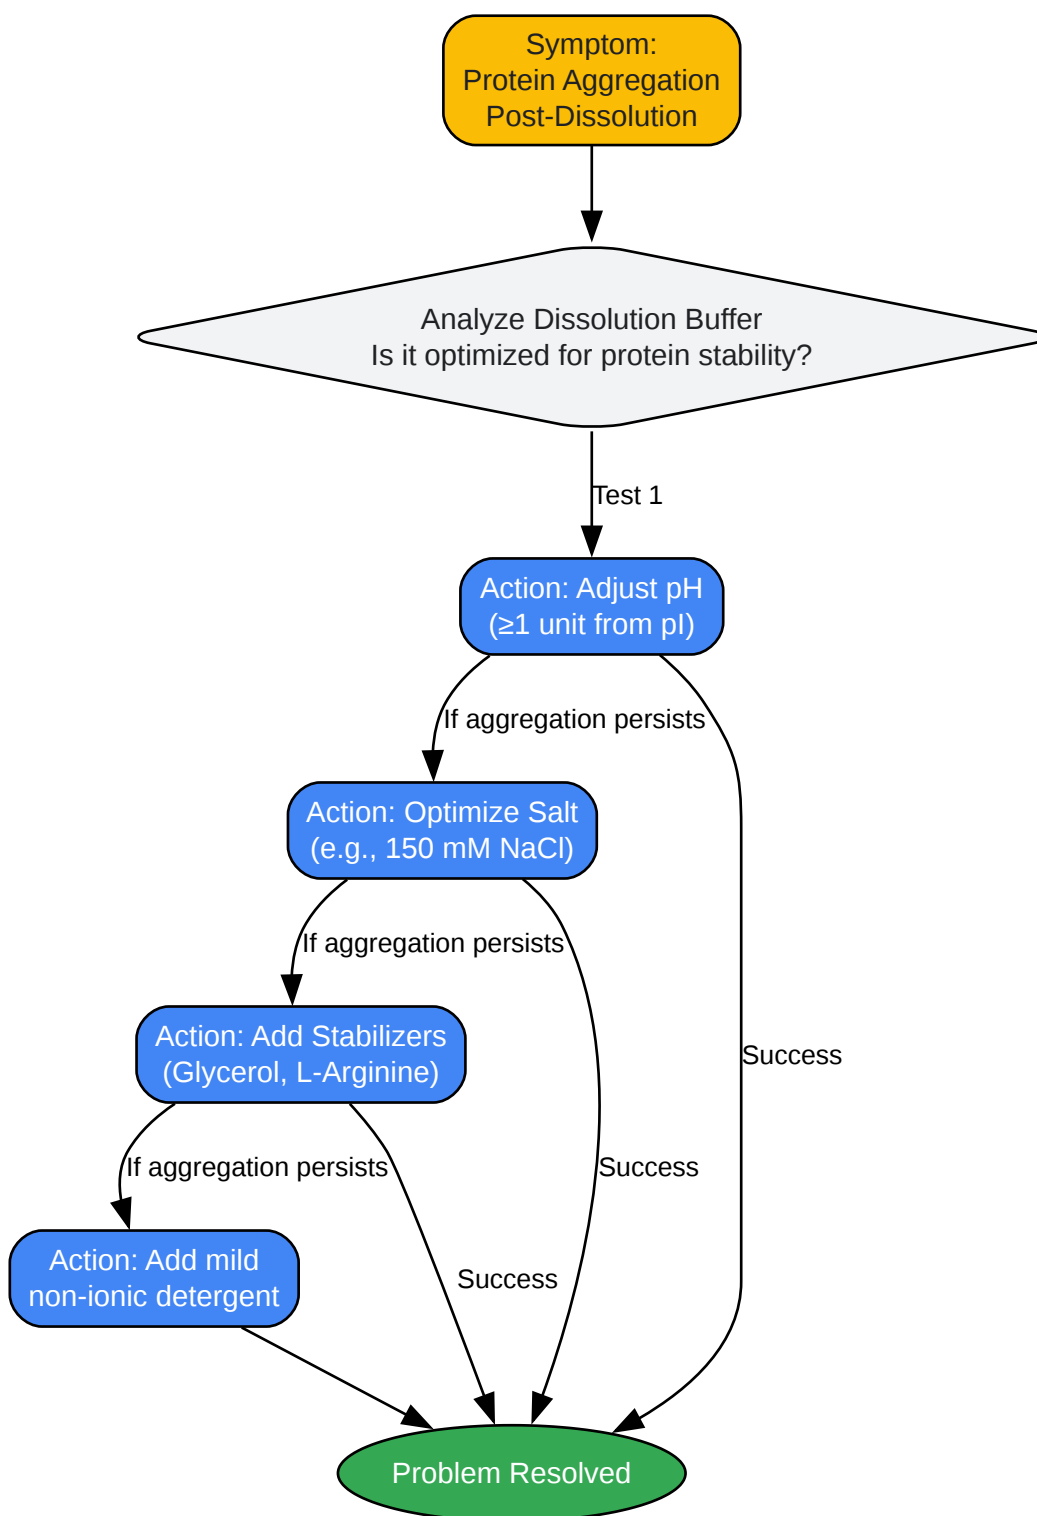 Symptom:
Protein Aggregation
Post-Dissolution
Analyze Dissolution Buffer
Is it optimized for protein stability?
Test 1
Action: Adjust pH
(≥1 unit from pI)
If aggregation persists
Action: Optimize Salt
(e.g., 150 mM NaCl)
If aggregation persists
Action: Add Stabilizers
(Glycerol, L-Arginine)
Success
If aggregation persists
Success
Action: Add mild
non-ionic detergent
Success
Problem Resolved